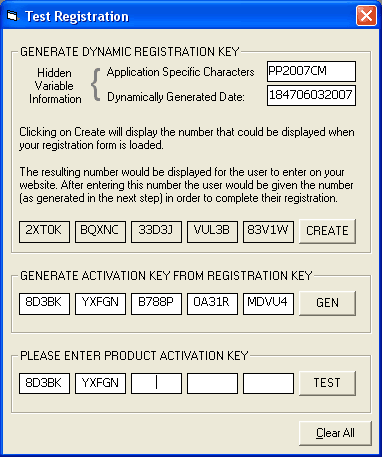 Test Registration
GENERATE DYNAMIC REGISTRATION KEY
Hidden Variable Information
Application Specific Characters PP2007CM
Dynamically Generated Date: 184706032007
Clicking on Create will display the number that could be displayed when
your registration form is loaded.
The resulting number would be displayed for the user to enter on your
website. After entering this number the user would be given the number
(as generated in the next step) in order to complete their registration.
2XT0K BQXNC 33D3J VUL3B 83V1W CREATE
GENERATE ACTIVATION KEY FROM REGISTRATION KEY
8D3BK YXFGN B788P 0A31R MDVU4 GEN
PLEASE ENTER PRODUCT ACTIVATION KEY
8D3BK YXFGN TEST
Clear All